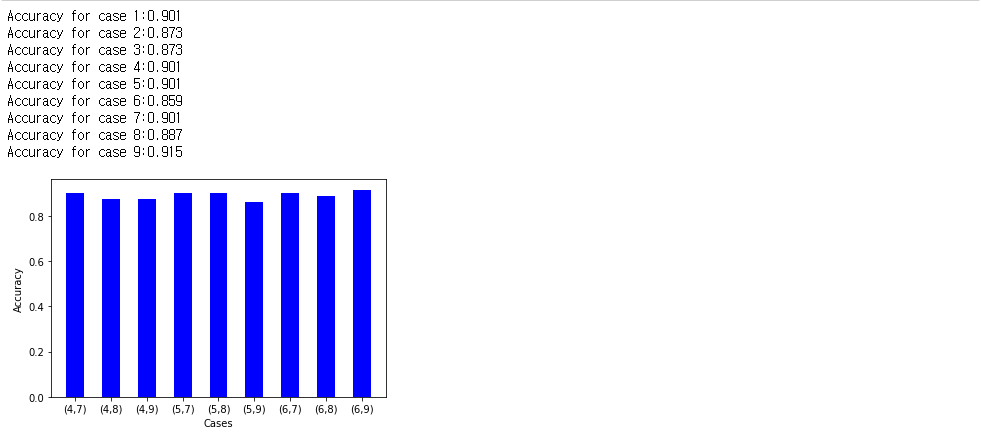 Accuracy for case 1:0.901
Accuracy for case 2:0.873
Accuracy for case 3:0.873
Accuracy for case 4:0.901
Accuracy for case 5:0.901
Accuracy for case 6:0.859
Accuracy for case 7:0.901
Accuracy for case 8:0.887
Accuracy for case 9:0.915
0.8
0.6
0.4
0.2
0.0
Accuracy
(4,7) (4,8) (4,9) (5,7) (5,8) (5,9) (6,7) (6,8) (6,9)
Cases